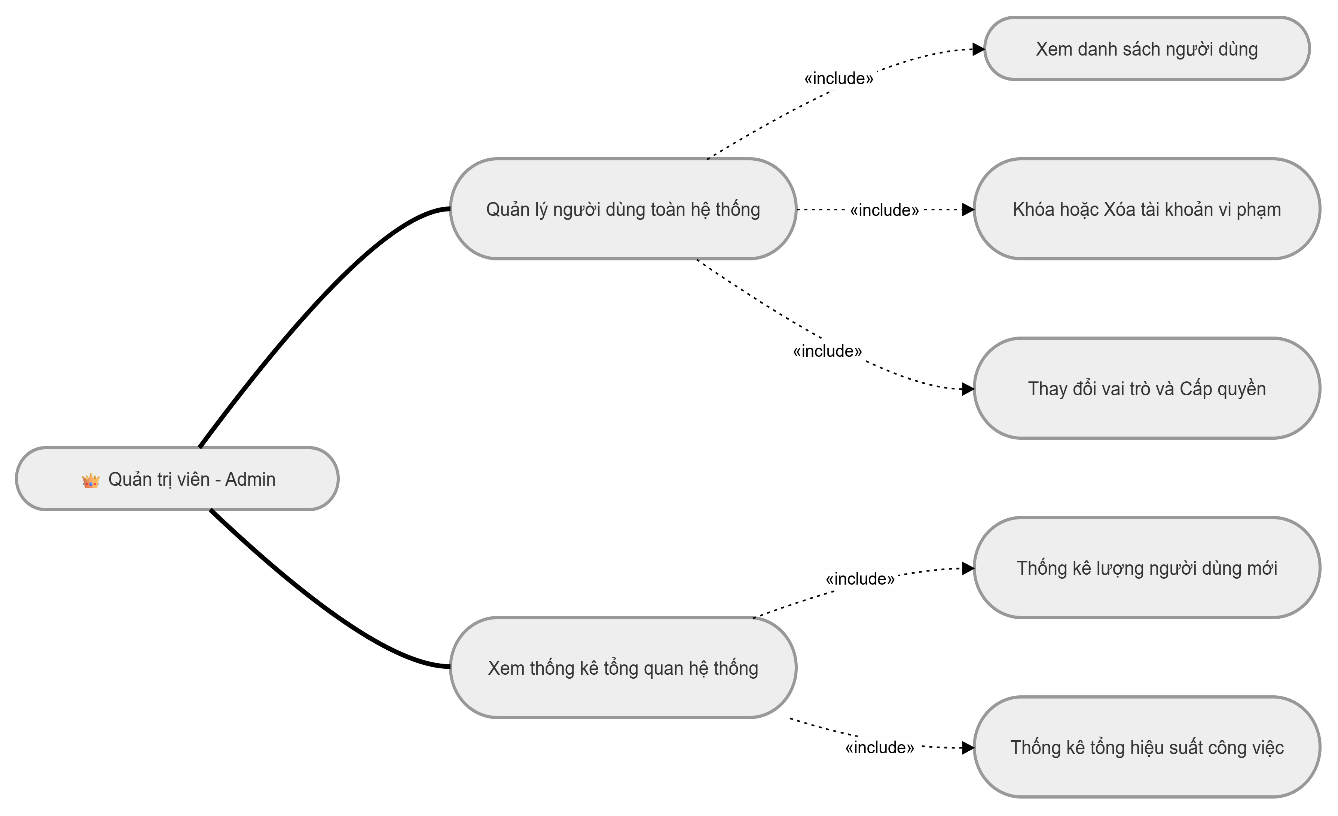 Xem danh sách người dùng
«include»
Quản lý người dùng toàn hệ thống
«include»
Khóa hoặc Xóa tài khoản vi phạm
«include»
Thay đổi vai trò và Cấp quyền
Quản trị viên - Admin
Thống kê lượng người dùng mới
«include»
Xem thống kê tổng quan hệ thống
«include»
Thống kê tổng hiệu suất công việc